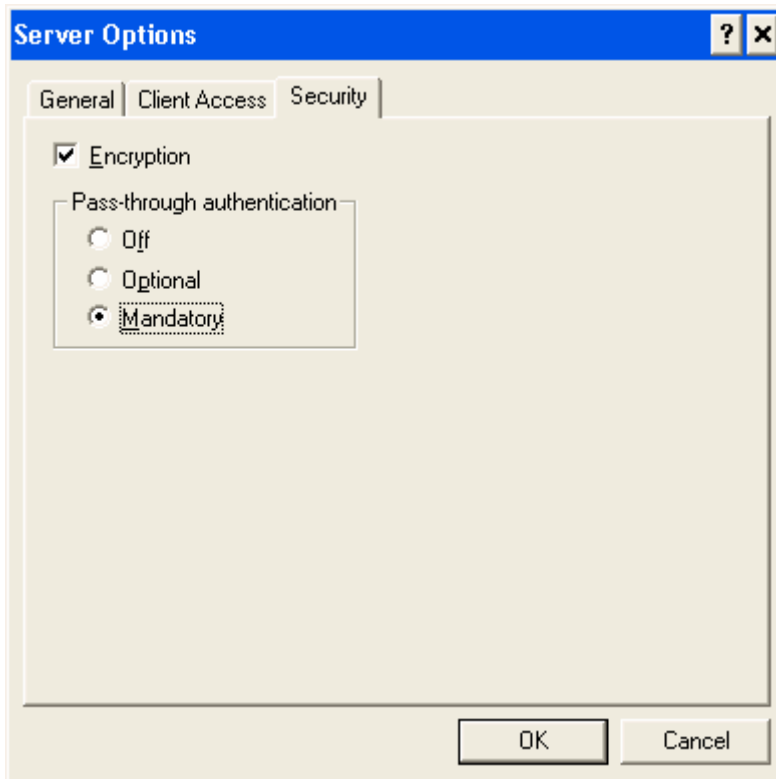 Server Options
General Client Access Security
Encryption
Pass-through authentication
Off
Optional
Mandatory
OK Cancel